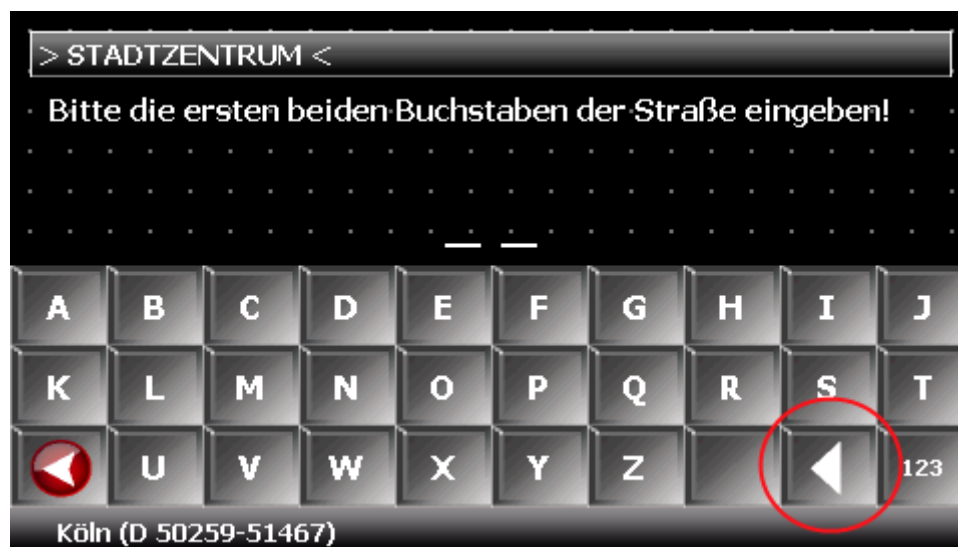 > STADTZENTRUM <
Bitte die ersten beiden Buchstaben der Straße eingeben!
A B C D E F G H I J
K L M N O P Q R S T
U V W X Y Z 123
Köln (D 50259-51467)